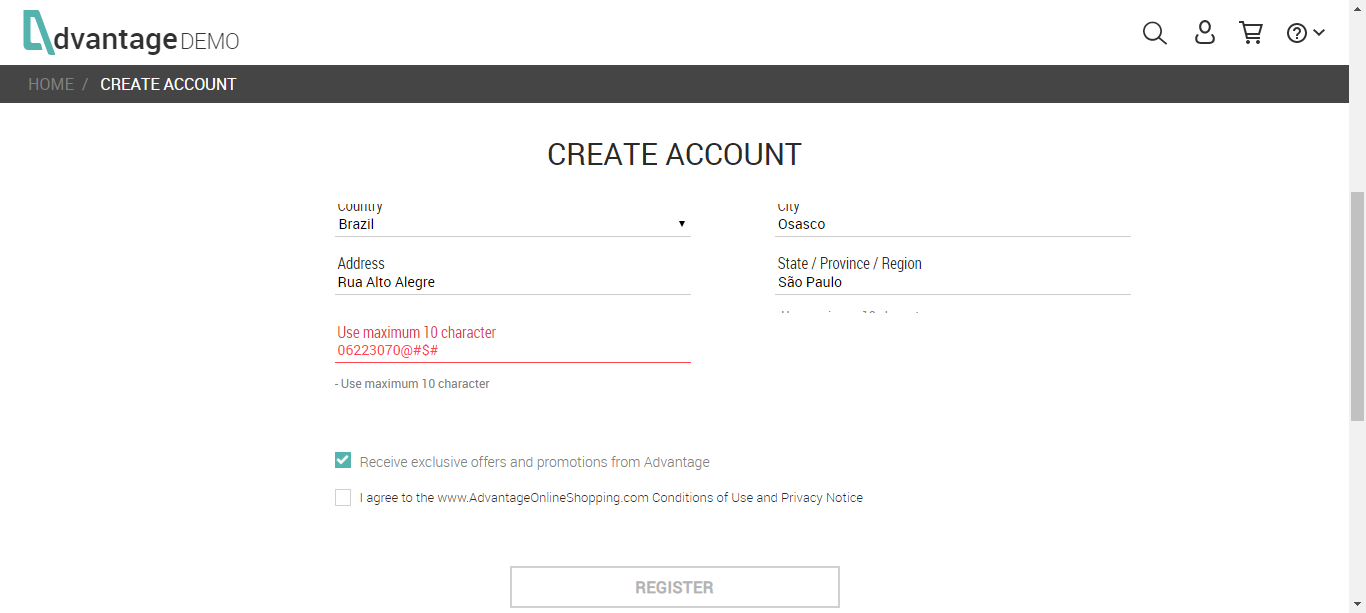 dvantage DEMO
HOME / CREATE ACCOUNT
CREATE ACCOUNT
Country
City
Brazil
Osasco
Address
State / Province / Region
Rua Alto Alegre
São Paulo
Use maximum 10 character
06223070@#$#
- Use maximum 10 character
Receive exclusive offers and promotions from Advantage
I agree to the www.AdvantageOnlineShopping.com Conditions of Use and Privacy Notice
REGISTER